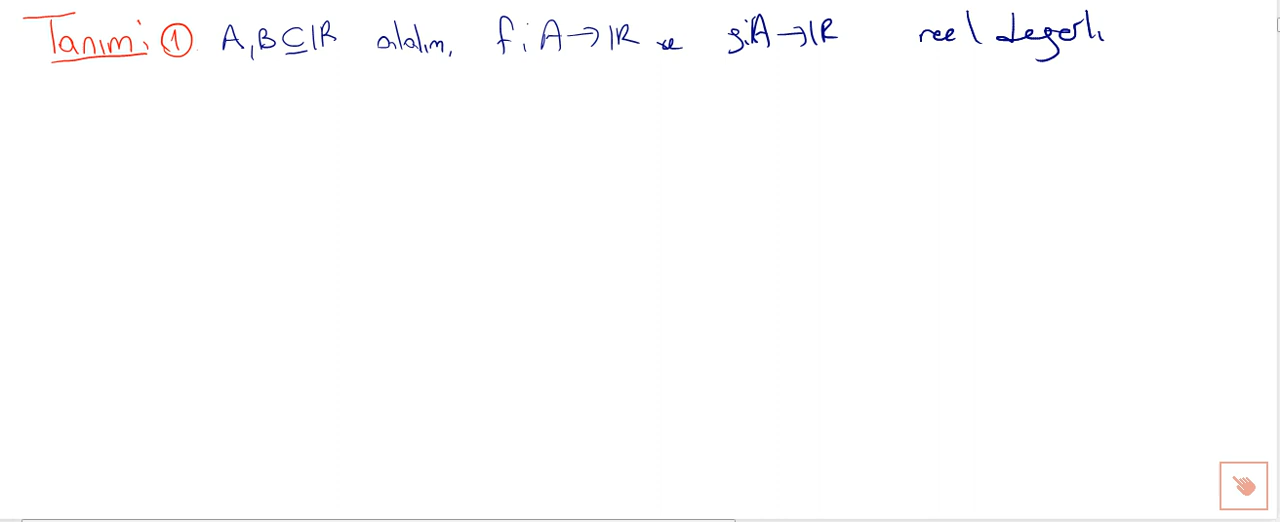 Tanım: ① A,B⊆ℝ alalım, f: A→ℝ ve g:A→ℝ reel değerli